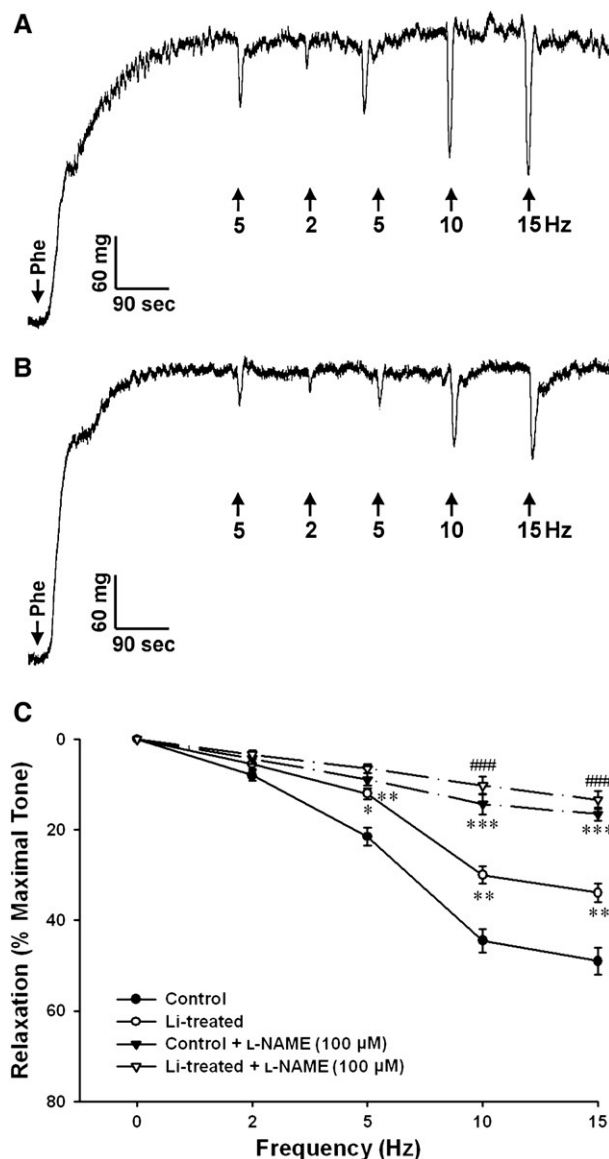 A
Phe
60 mg
90 sec
5 2 5 10 15 Hz
B
Phe
60 mg
90 sec
5 2 5 10 15 Hz
C
Relaxation (% Maximal Tone)
0
20
40
60
80
###
###
**
*
***
***
**
**
Control
Li-treated
Control + L-NAME (100 µM)
Li-treated + L-NAME (100 µM)
0 2 5 10 15
Frequency (Hz)